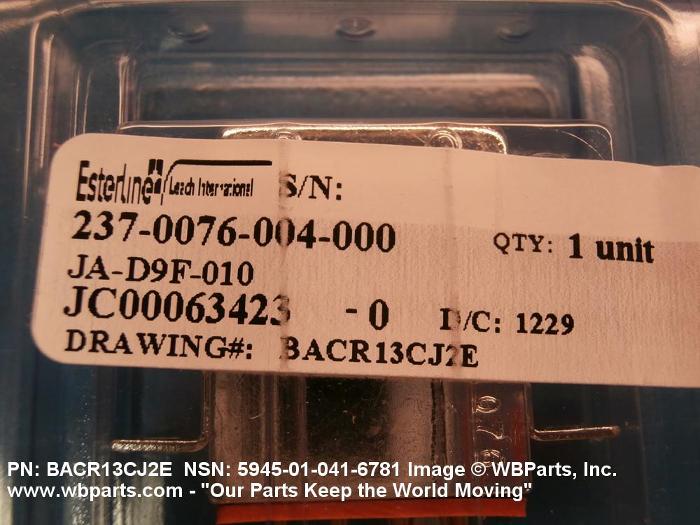 Esterline Leach International S/N:
237-0076-004-000 QTY: 1 unit
JA-D9F-010
JC00063423 -0 D/C: 1229
DRAWING#: BACR13CJ2E
PN: BACR13CJ2E NSN: 5945-01-041-6781 Image © WBParts, Inc.
www.wbparts.com - "Our Parts Keep the World Moving"